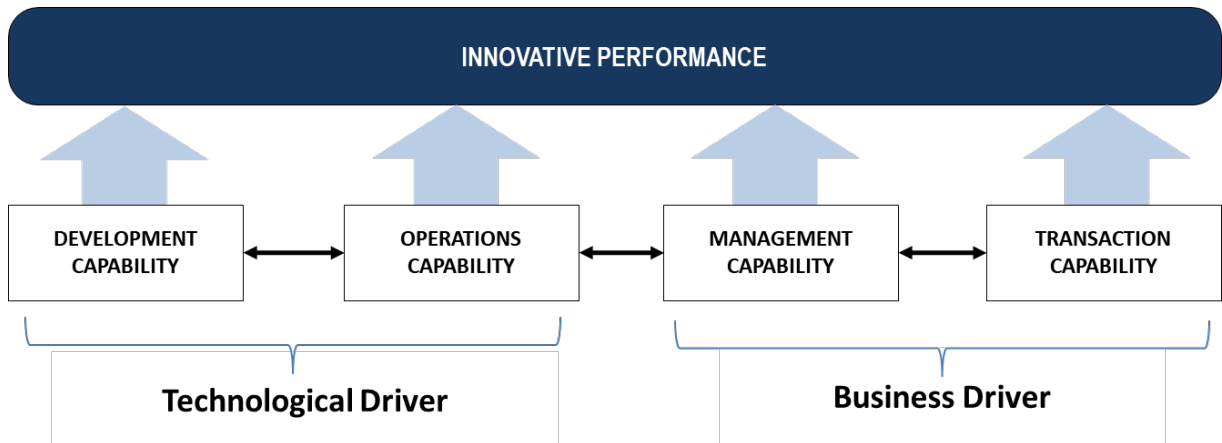 INNOVATIVE PERFORMANCE
DEVELOPMENT
CAPABILITY
OPERATIONS
CAPABILITY
MANAGEMENT
CAPABILITY
TRANSACTION
CAPABILITY
Technological Driver
Business Driver